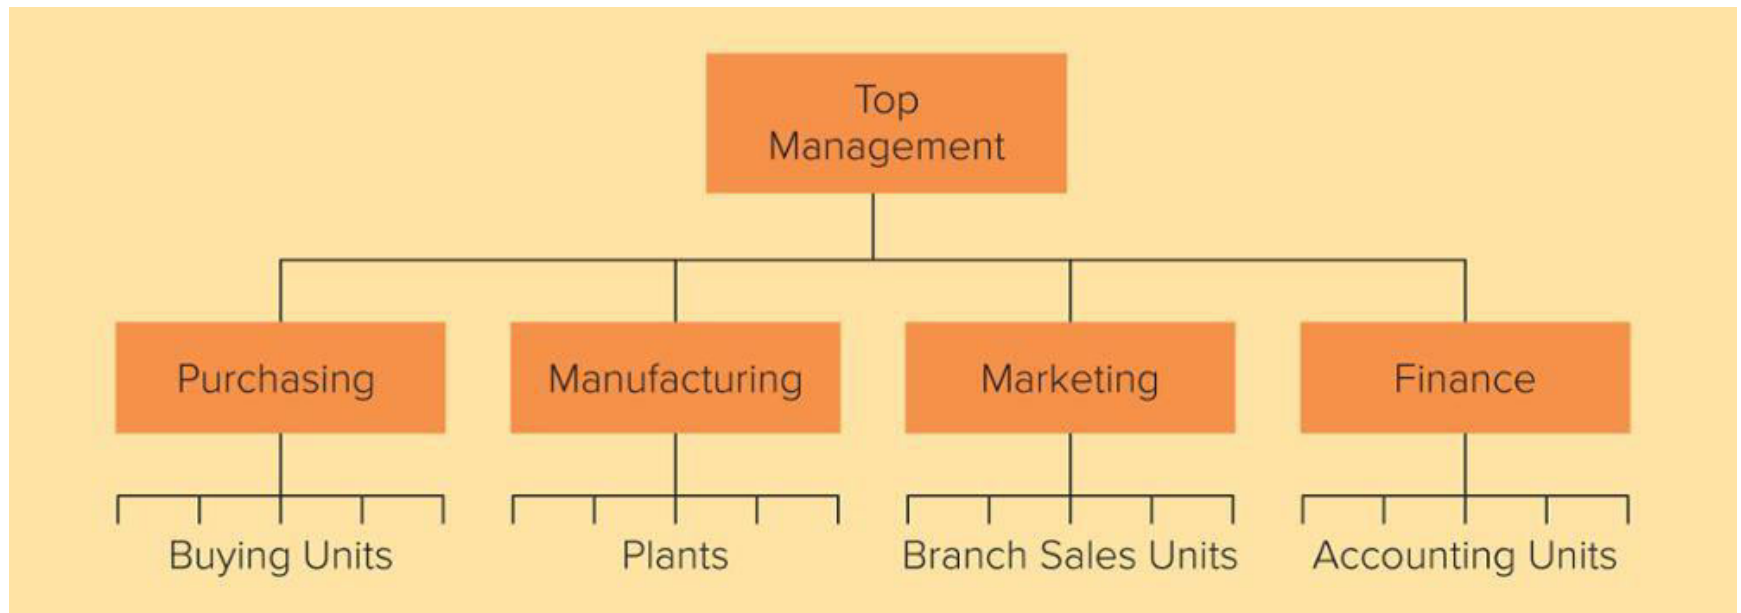 Top
Management
Purchasing
Manufacturing
Marketing
Finance
Buying Units
Plants
Branch Sales Units
Accounting Units